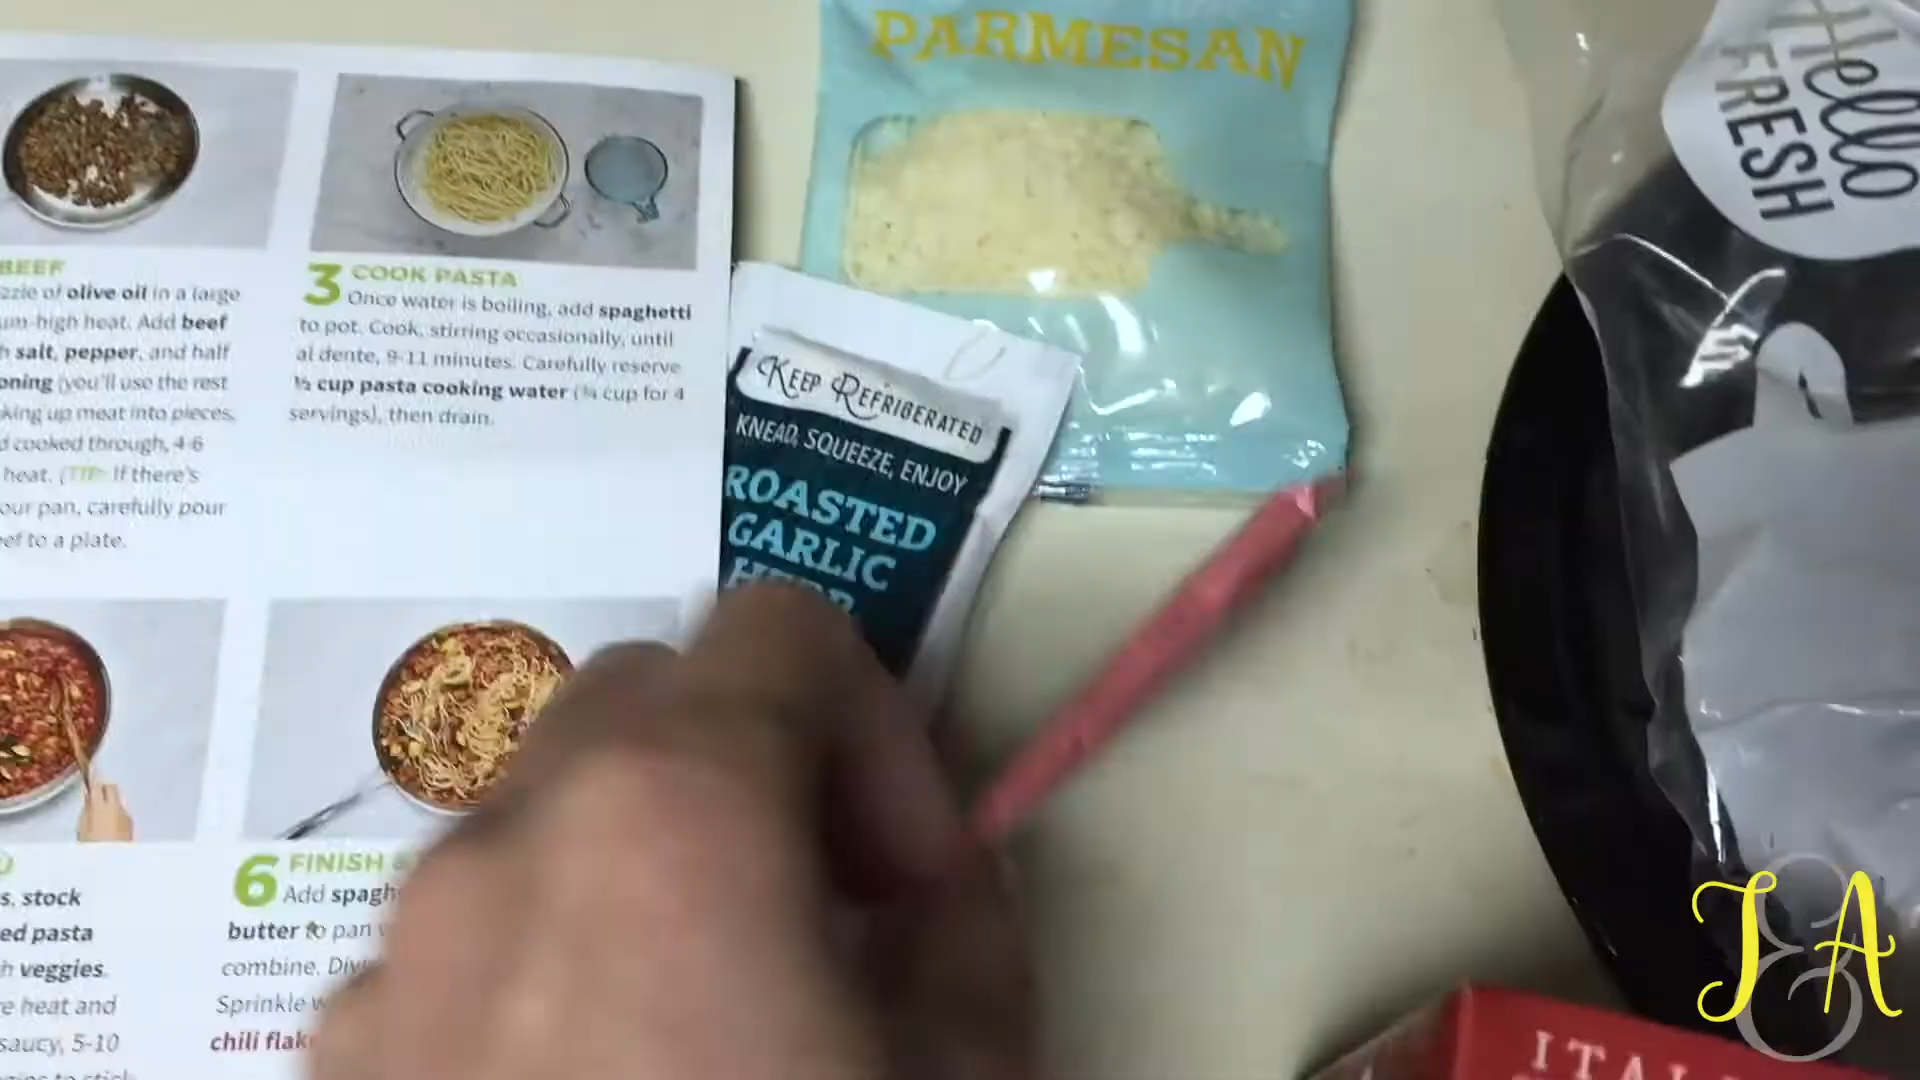 PARMESAN
Hello
FRESH
BEEF
olive oil in a large
um-high heat. Add beef
salt, pepper, and half
(you'll use the rest
king up meat into pieces,
cooked through, 4-6
heat. (TIP: If there's
our pan, carefully pour
ef to a plate.
3 COOK PASTA
Once water is boiling, add spaghetti
to pot. Cook, stirring occasionally, until
al dente, 9-11 minutes. Carefully reserve
½ cup pasta cooking water (¾ cup for 4
servings), then drain.
KEEP REFRIGERATED
KNEAD, SQUEEZE, ENJOY
ROASTED
GARLIC
s, stock
ed pasta
h veggies.
heat and
saucy, 5-10
to stick
6 FINISH &
Add spagh
butter to pan
combine.
Sprinkle
chili flak
ITAL
J & A